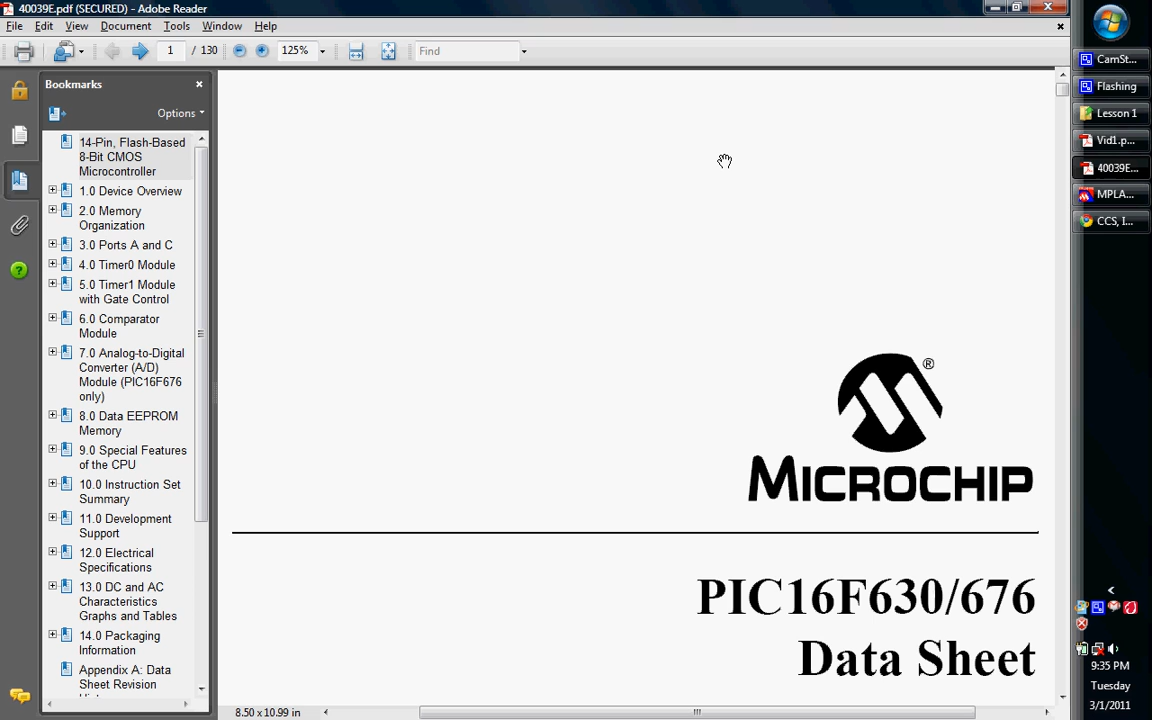 40039E.pdf (SECURED) - Adobe Reader
File Edit View Document Tools Window Help
1 / 130 125% Find
Bookmarks
Options
14-Pin, Flash-Based
8-Bit CMOS
Microcontroller
1.0 Device Overview
2.0 Memory
Organization
3.0 Ports A and C
4.0 Timer0 Module
5.0 Timer1 Module
with Gate Control
6.0 Comparator
Module
7.0 Analog-to-Digital
Converter (A/D)
Module (PIC16F676
only)
8.0 Data EEPROM
Memory
9.0 Special Features
of the CPU
10.0 Instruction Set
Summary
11.0 Development
Support
12.0 Electrical
Specifications
13.0 DC and AC
Characteristics
Graphs and Tables
14.0 Packaging
Information
Appendix A: Data
Sheet Revision
®
MICROCHIP
PIC16F630/676
Data Sheet
8.50 x 10.99 in
CamSt...
Flashing
Lesson 1
Vid1.p...
40039E...
MPLA...
CCS, I...
9:35 PM
Tuesday
3/1/2011